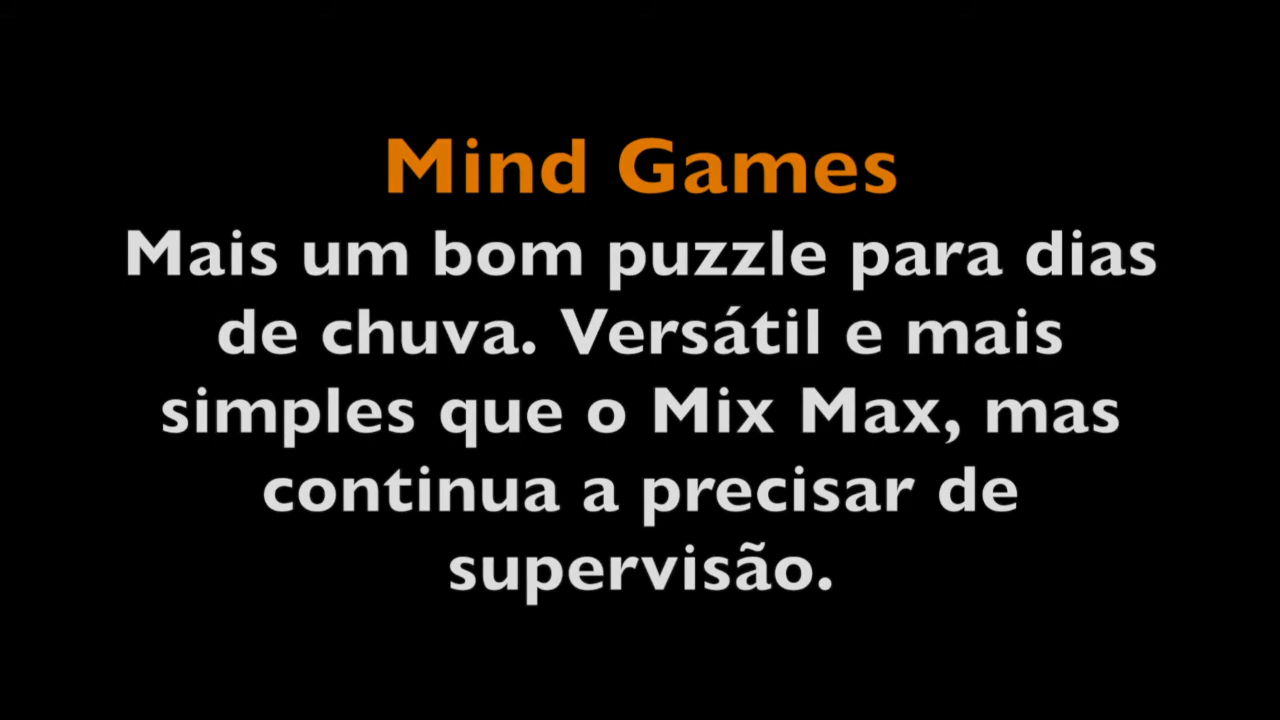 Mind Games
Mais um bom puzzle para dias
de chuva. Versátil e mais
simples que o Mix Max, mas
continua a precisar de
supervisão.